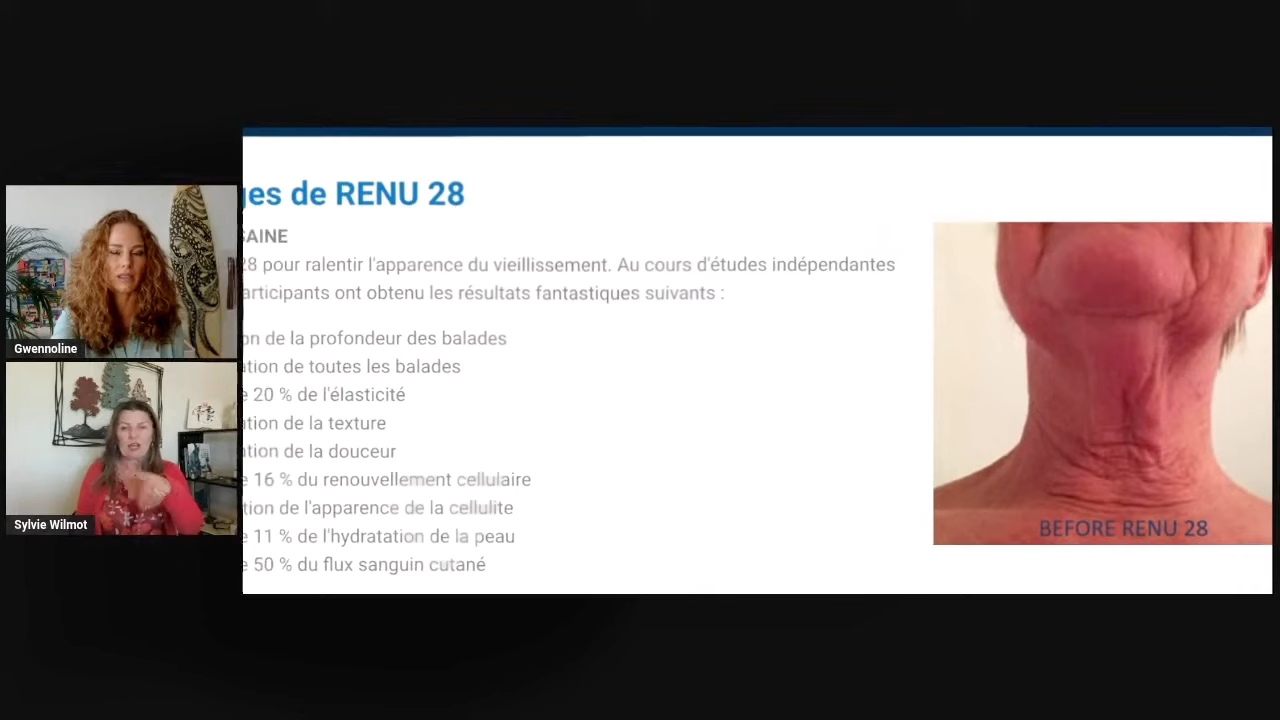 Gwennoline
Sylvie Wilmot
ges de RENU 28
SAINE
28 pour ralentir l'apparence du vieillissement. Au cours d'études indépendantes
articipants ont obtenu les résultats fantastiques suivants :
on de la profondeur des balades
ation de toutes les balades
e 20 % de l'élasticité
ation de la texture
ation de la douceur
e 16 % du renouvellement cellulaire
tion de l'apparence de la cellulite
e 11 % de l'hydratation de la peau
e 50 % du flux sanguin cutané
BEFORE RENU 28